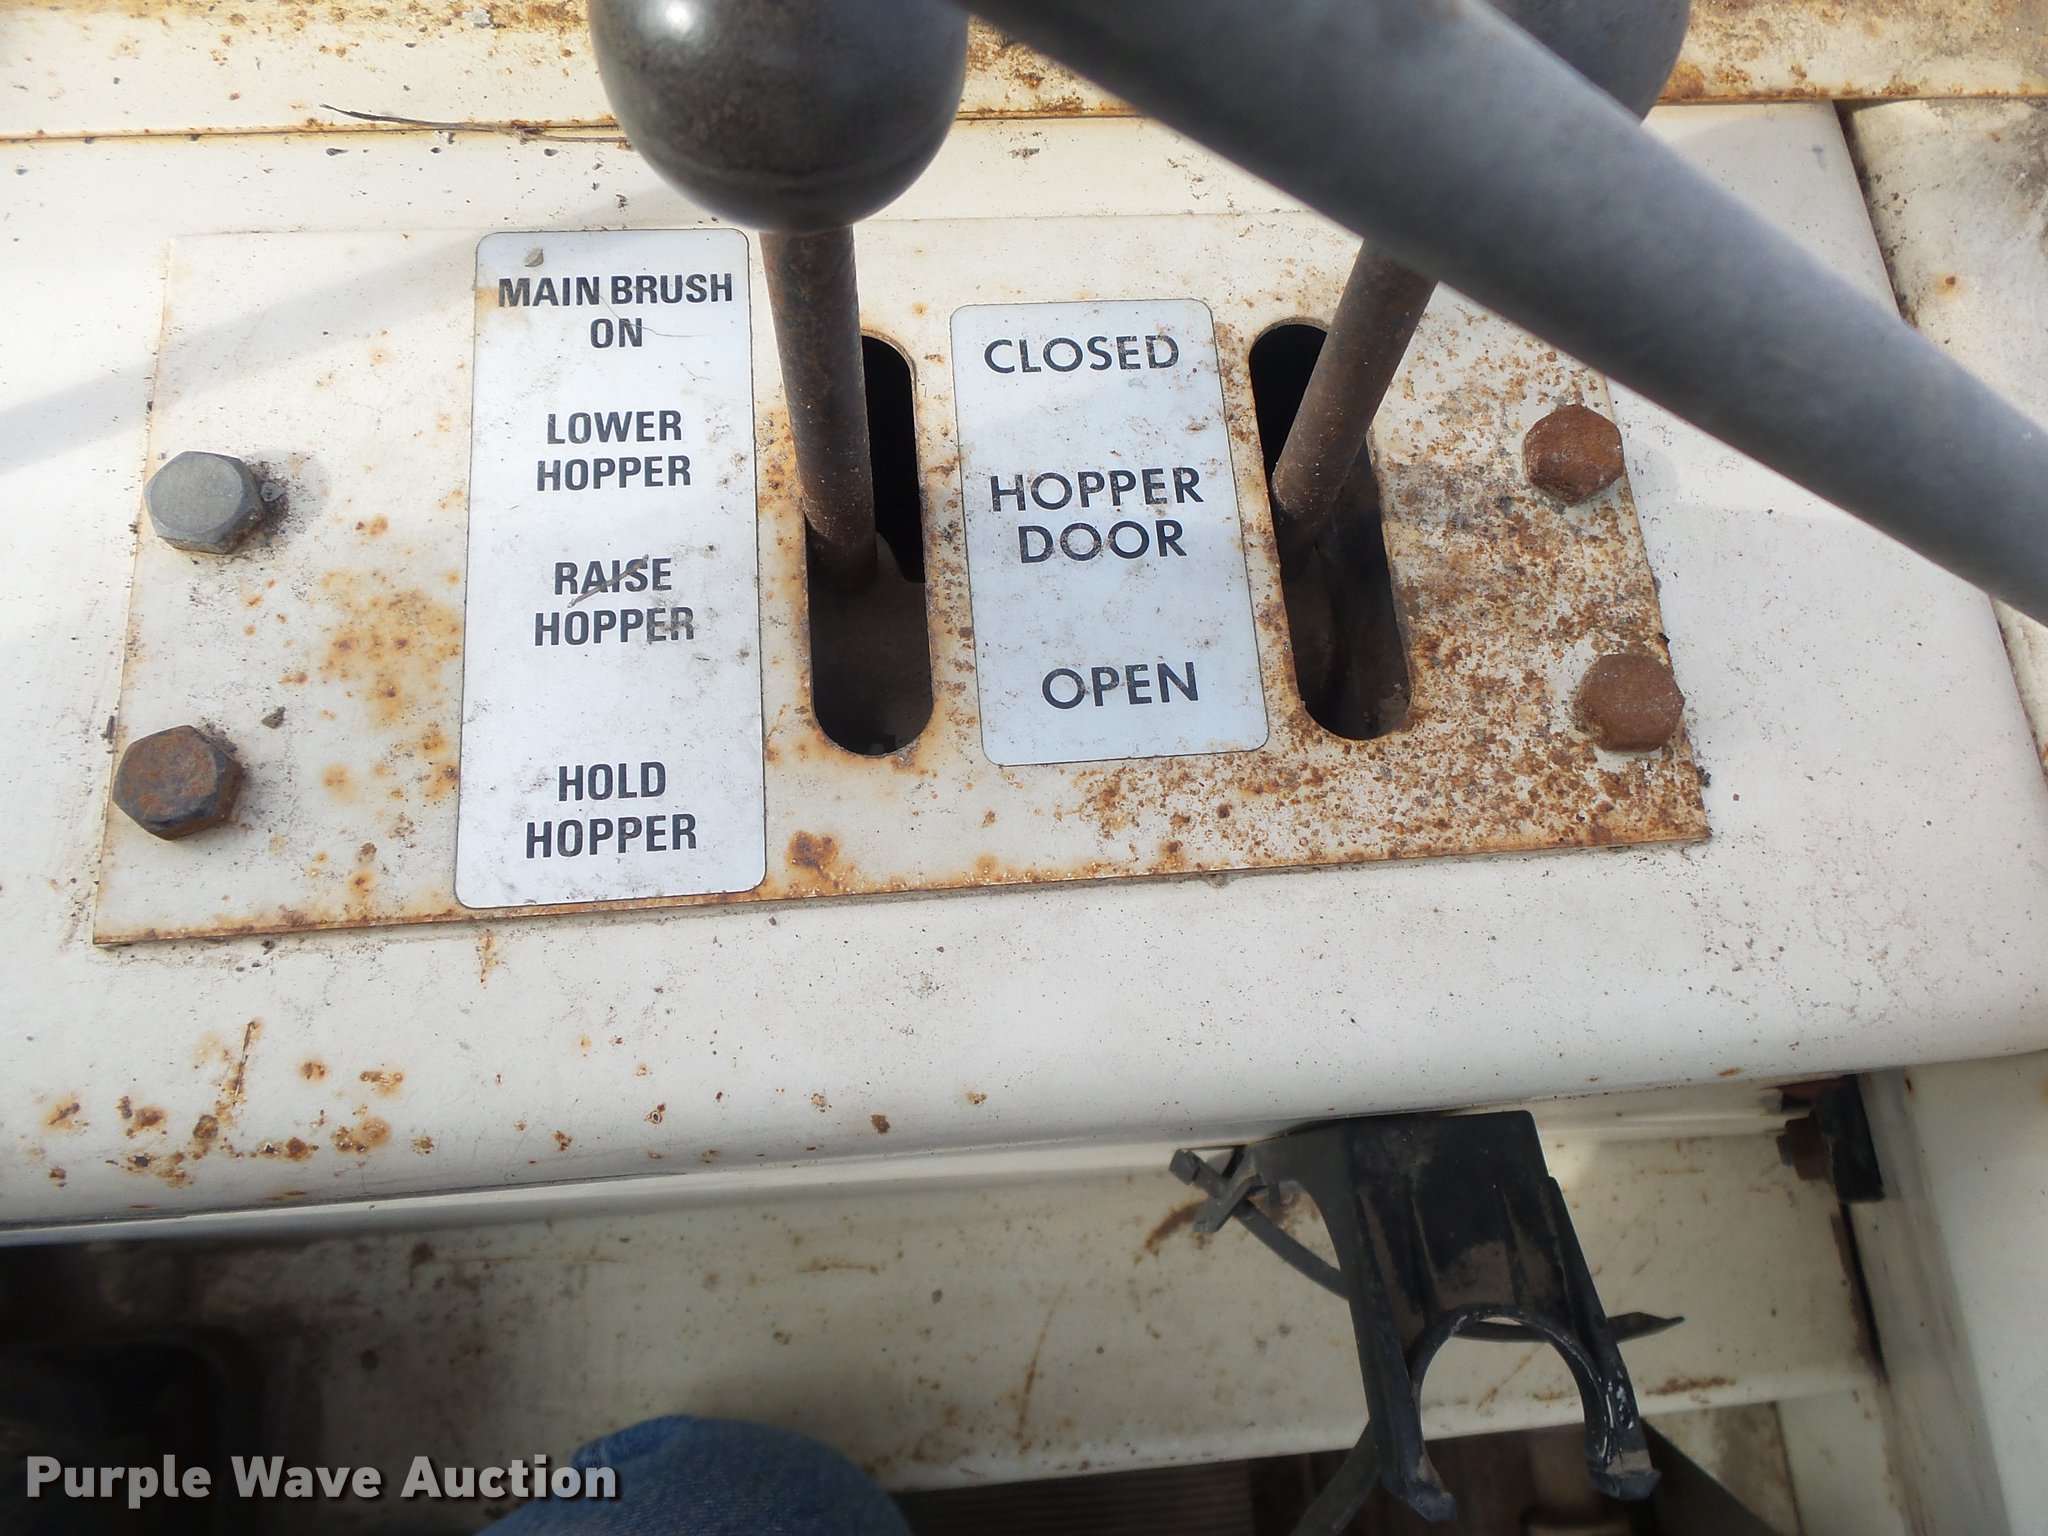 MAIN BRUSH
ON
LOWER
HOPPER
RAISE
HOPPER
HOLD
HOPPER
CLOSED
HOPPER
DOOR
OPEN
Purple Wave Auction